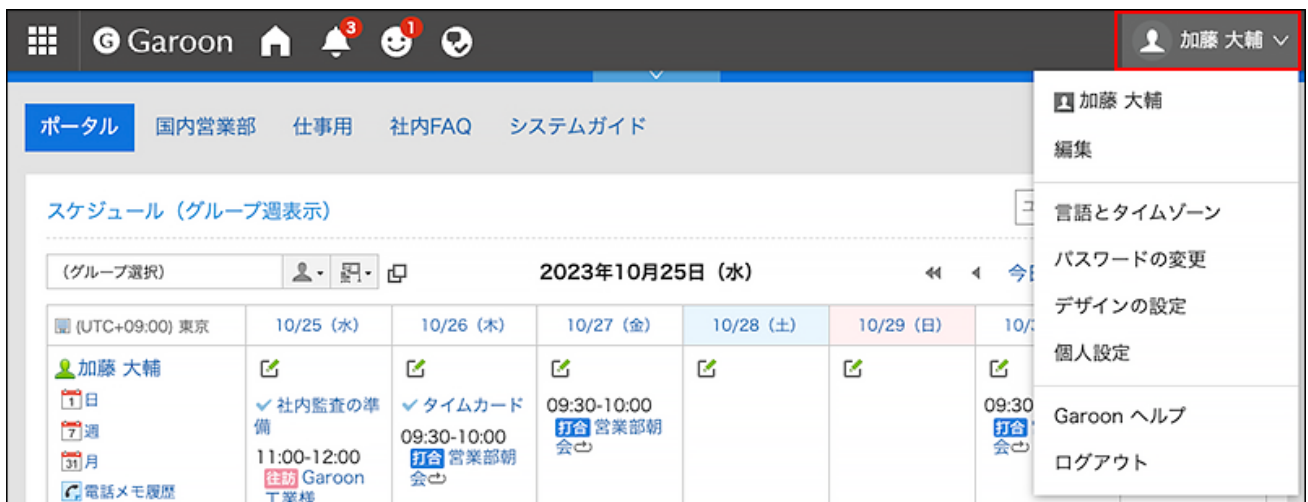 Garoon 3 1 加藤 大輔
加藤 大輔
編集
言語とタイムゾーン
パスワードの変更
デザインの設定
個人設定
Garoon ヘルプ
ログアウト
ポータル 国内営業部 仕事用 社内FAQ システムガイド
スケジュール（グループ週表示）
（グループ選択） 2023年10月25日（水）
(UTC+09:00) 東京 10/25（木） 10/26（木） 10/27（金） 10/28（土） 10/29（日）
加藤 大輔
1 日
7 週
31 月
電話メモ履歴
社内監査の準
備
11:00-12:00
往訪 Garoon
工業様
タイムカード
09:30-10:00
打合 営業部朝
会
09:30-10:00
打合 営業部朝
会
09:30
打合
会